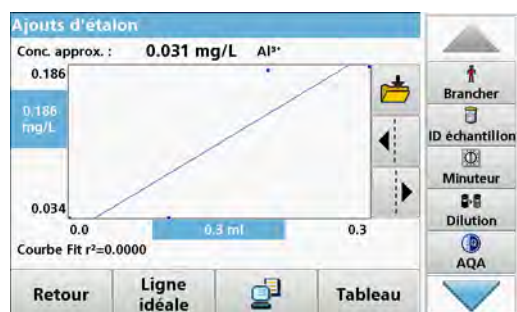 Ajouts d'étalon
Conc. approx. : 0.031 mg/L Al³⁺
0.186
0.186
mg/L
0.034
0.0 0.3 ml 0.3
Courbe Fit r²=0.0000
Retour
Ligne
idéale
Tableau
Brancher
ID échantillon
Minuteur
Dilution
AQA